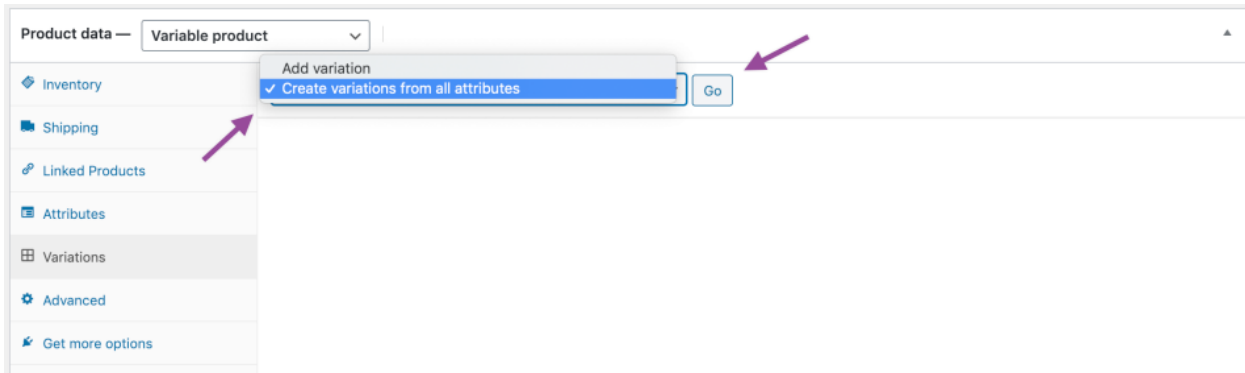 Product data — Variable product
Add variation
✓ Create variations from all attributes
Go
Inventory
Shipping
Linked Products
Attributes
Variations
Advanced
Get more options